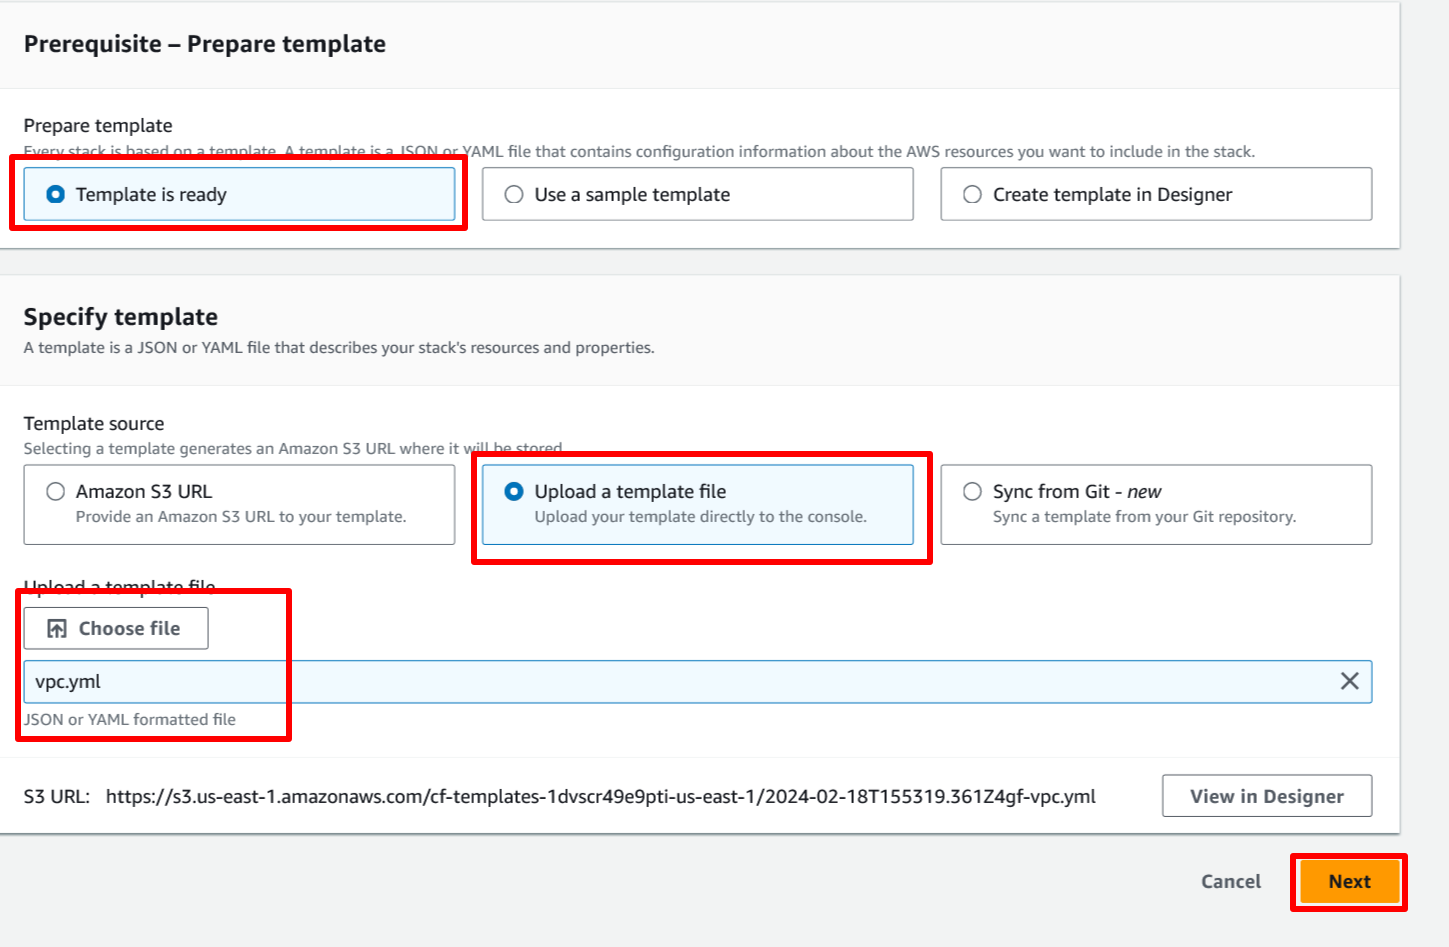 Prerequisite – Prepare template
Prepare template
Every stack is based on a template. A template is a JSON or YAML file that contains configuration information about the AWS resources you want to include in the stack.
Template is ready
Use a sample template
Create template in Designer
Specify template
A template is a JSON or YAML file that describes your stack's resources and properties.
Template source
Selecting a template generates an Amazon S3 URL where it will be stored.
Amazon S3 URL
Provide an Amazon S3 URL to your template.
Upload a template file
Upload your template directly to the console.
Sync from Git - new
Sync a template from your Git repository.
Upload a template file
Choose file
vpc.yml
JSON or YAML formatted file
S3 URL: https://s3.us-east-1.amazonaws.com/cf-templates-1dvscr49e9pti-us-east-1/2024-02-18T155319.361Z4gf-vpc.yml
View in Designer
Cancel
Next